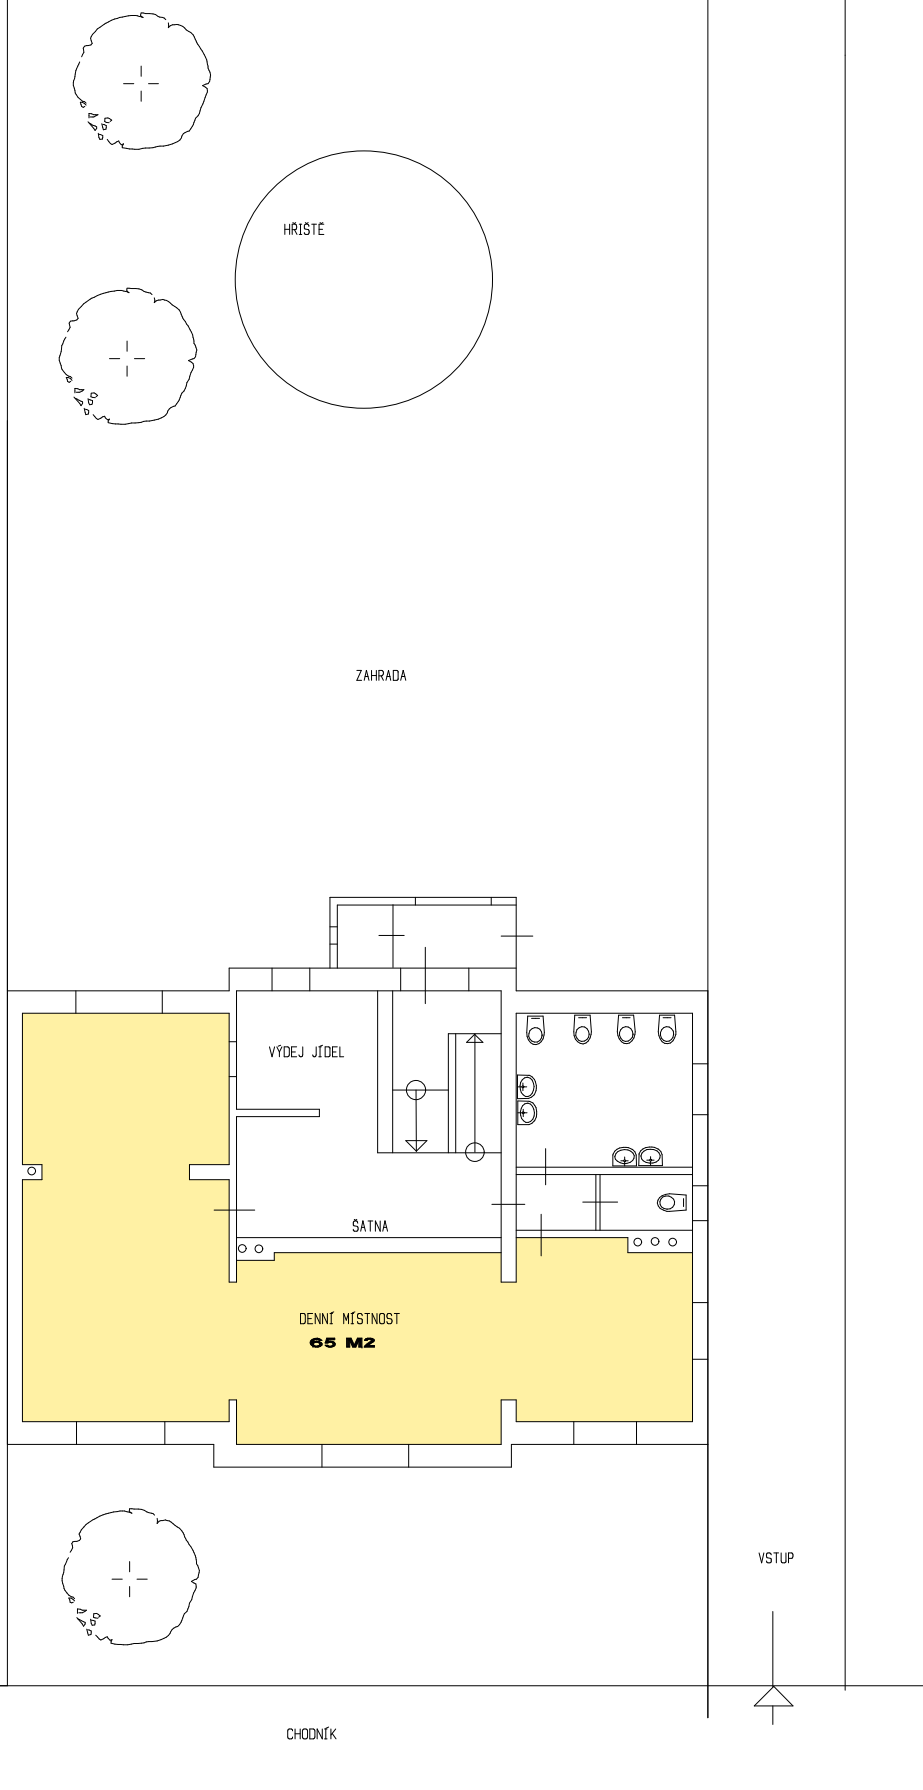 HŘIŠTĚ
ZAHRADA
VÝDEJ JÍDEL
ŠATNA
DENNÍ MÍSTNOST
65 M2
VSTUP
CHODNÍK